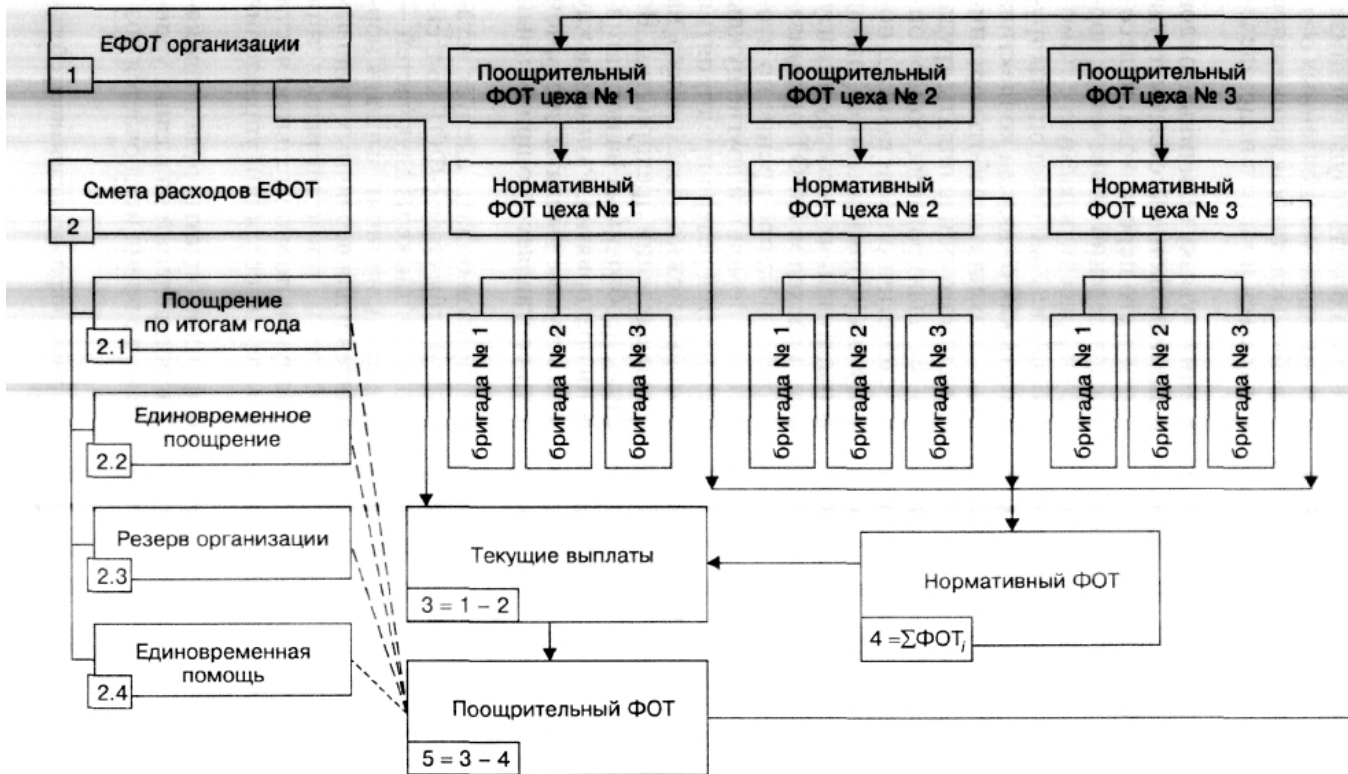 ЕФОТ организации
1
Поощрительный
ФОТ цеха № 1
Поощрительный
ФОТ цеха № 2
Поощрительный
ФОТ цеха № 3
Смета расходов ЕФОТ
2
Нормативный
ФОТ цеха № 1
Нормативный
ФОТ цеха № 2
Нормативный
ФОТ цеха № 3
Поощрение
по итогам года
2.1
бригада № 1
бригада № 2
бригада № 3
бригада № 1
бригада № 2
бригада № 3
бригада № 1
бригада № 2
бригада № 3
Единовременное
поощрение
2.2
Резерв организации
2.3
Текущие выплаты
3 = 1 – 2
Нормативный ФОТ
4 =∑ФОТi
Единовременная
помощь
2.4
Поощрительный ФОТ
5 = 3 – 4